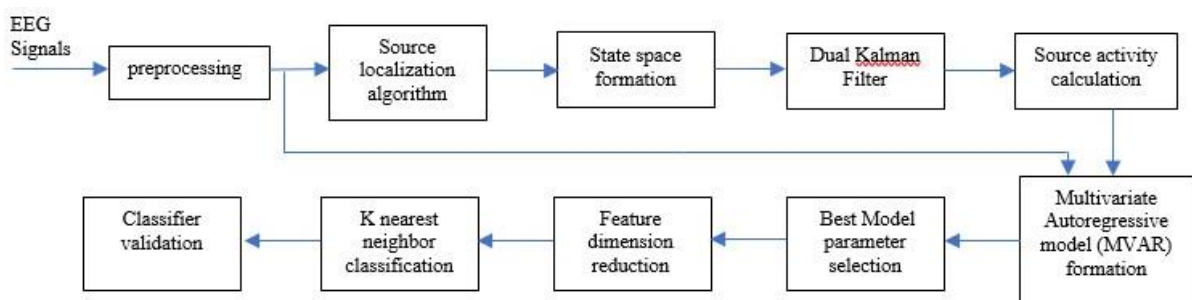 EEG
Signals
preprocessing
Source
localization
algorithm
State space
formation
Dual Kalman
Filter
Source activity
calculation
Multivariate
Autoregressive
model (MVAR)
formation
Best Model
parameter
selection
Feature
dimension
reduction
K nearest
neighbor
classification
Classifier
validation